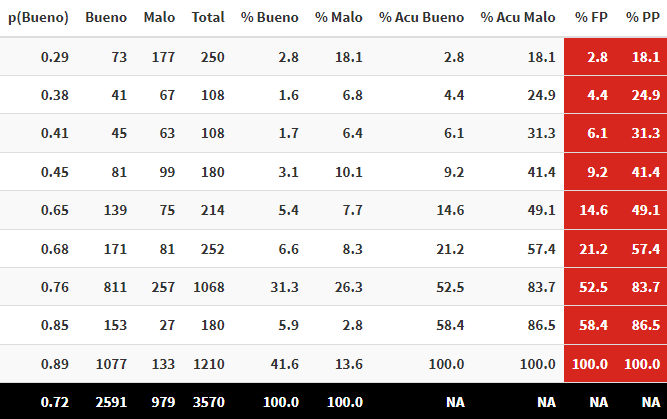 p(Bueno) Bueno Malo Total % Bueno % Malo % Acu Bueno % Acu Malo % FP % PP
0.29 73 177 250 2.8 18.1 2.8 18.1 2.8 18.1
0.38 41 67 108 1.6 6.8 4.4 24.9 4.4 24.9
0.41 45 63 108 1.7 6.4 6.1 31.3 6.1 31.3
0.45 81 99 180 3.1 10.1 9.2 41.4 9.2 41.4
0.65 139 75 214 5.4 7.7 14.6 49.1 14.6 49.1
0.68 171 81 252 6.6 8.3 21.2 57.4 21.2 57.4
0.76 811 257 1068 31.3 26.3 52.5 83.7 52.5 83.7
0.85 153 27 180 5.9 2.8 58.4 86.5 58.4 86.5
0.89 1077 133 1210 41.6 13.6 100.0 100.0 100.0 100.0
0.72 2591 979 3570 100.0 100.0 NA NA NA NA